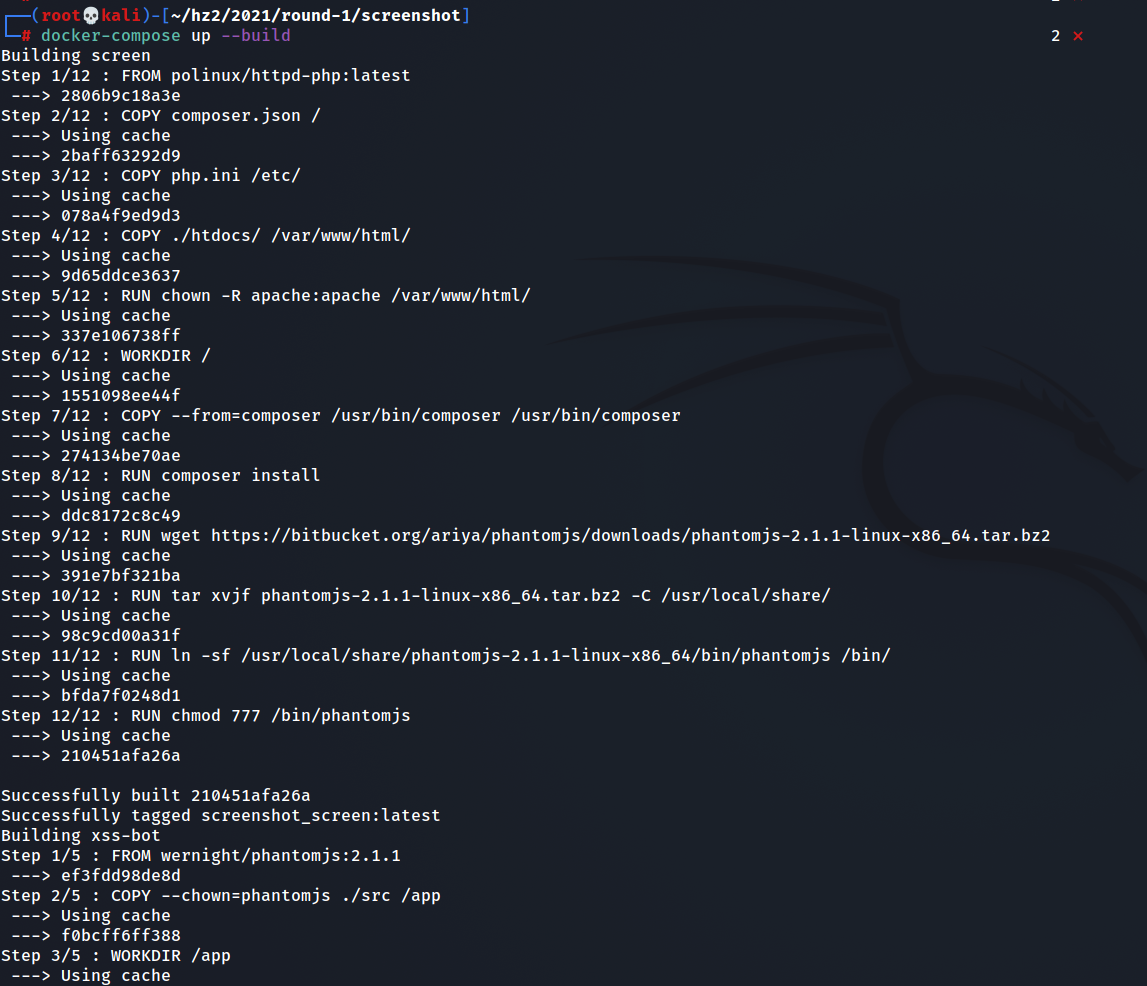 ┌──(root💀kali)-[~/hz2/2021/round-1/screenshot]
└─# docker-compose up --build 2 ⨯
Building screen
Step 1/12 : FROM polinux/httpd-php:latest
 ---> 2806b9c18a3e
Step 2/12 : COPY composer.json /
 ---> Using cache
 ---> 2baff63292d9
Step 3/12 : COPY php.ini /etc/
 ---> Using cache
 ---> 078a4f9ed9d3
Step 4/12 : COPY ./htdocs/ /var/www/html/
 ---> Using cache
 ---> 9d65ddce3637
Step 5/12 : RUN chown -R apache:apache /var/www/html/
 ---> Using cache
 ---> 337e106738ff
Step 6/12 : WORKDIR /
 ---> Using cache
 ---> 1551098ee44f
Step 7/12 : COPY --from=composer /usr/bin/composer /usr/bin/composer
 ---> Using cache
 ---> 274134be70ae
Step 8/12 : RUN composer install
 ---> Using cache
 ---> ddc8172c8c49
Step 9/12 : RUN wget https://bitbucket.org/ariya/phantomjs/downloads/phantomjs-2.1.1-linux-x86_64.tar.bz2
 ---> Using cache
 ---> 391e7bf321ba
Step 10/12 : RUN tar xvjf phantomjs-2.1.1-linux-x86_64.tar.bz2 -C /usr/local/share/
 ---> Using cache
 ---> 98c9cd00a31f
Step 11/12 : RUN ln -sf /usr/local/share/phantomjs-2.1.1-linux-x86_64/bin/phantomjs /bin/
 ---> Using cache
 ---> bfda7f0248d1
Step 12/12 : RUN chmod 777 /bin/phantomjs
 ---> Using cache
 ---> 210451afa26a
Successfully built 210451afa26a
Successfully tagged screenshot_screen:latest
Building xss-bot
Step 1/5 : FROM wernight/phantomjs:2.1.1
 ---> ef3fdd98de8d
Step 2/5 : COPY --chown=phantomjs ./src /app
 ---> Using cache
 ---> f0bcff6ff388
Step 3/5 : WORKDIR /app
 ---> Using cache